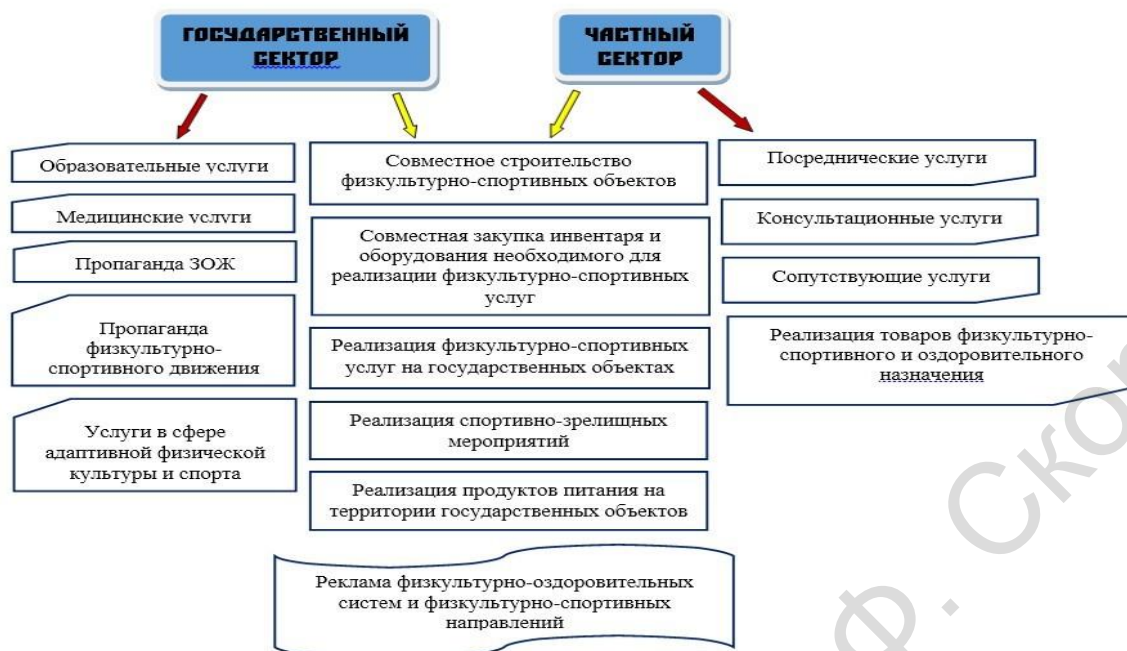 ГОСУДАРСТВЕННЫЙ
СЕКТОР
ЧАСТНЫЙ
СЕКТОР
Образовательные услуги
Медицинские услуги
Пропаганда ЗОЖ
Пропаганда
физкультурно-
спортивного движения
Услуги в сфере
адаптивной физической
культуры и спорта
Совместное строительство
физкультурно-спортивных объектов
Совместная закупка инвентаря и
оборудования необходимого для
реализации физкультурно-спортивных
услуг
Реализация физкультурно-спортивных
услуг на государственных объектах
Реализация спортивно-зрелищных
мероприятий
Реализация продуктов питания на
территории государственных объектов
Реклама физкультурно-оздоровительных
систем и физкультурно-спортивных
направлений
Посреднические услуги
Консультационные услуги
Сопутствующие услуги
Реализация товаров физкультурно-
спортивного и оздоровительного
назначения
Ф.